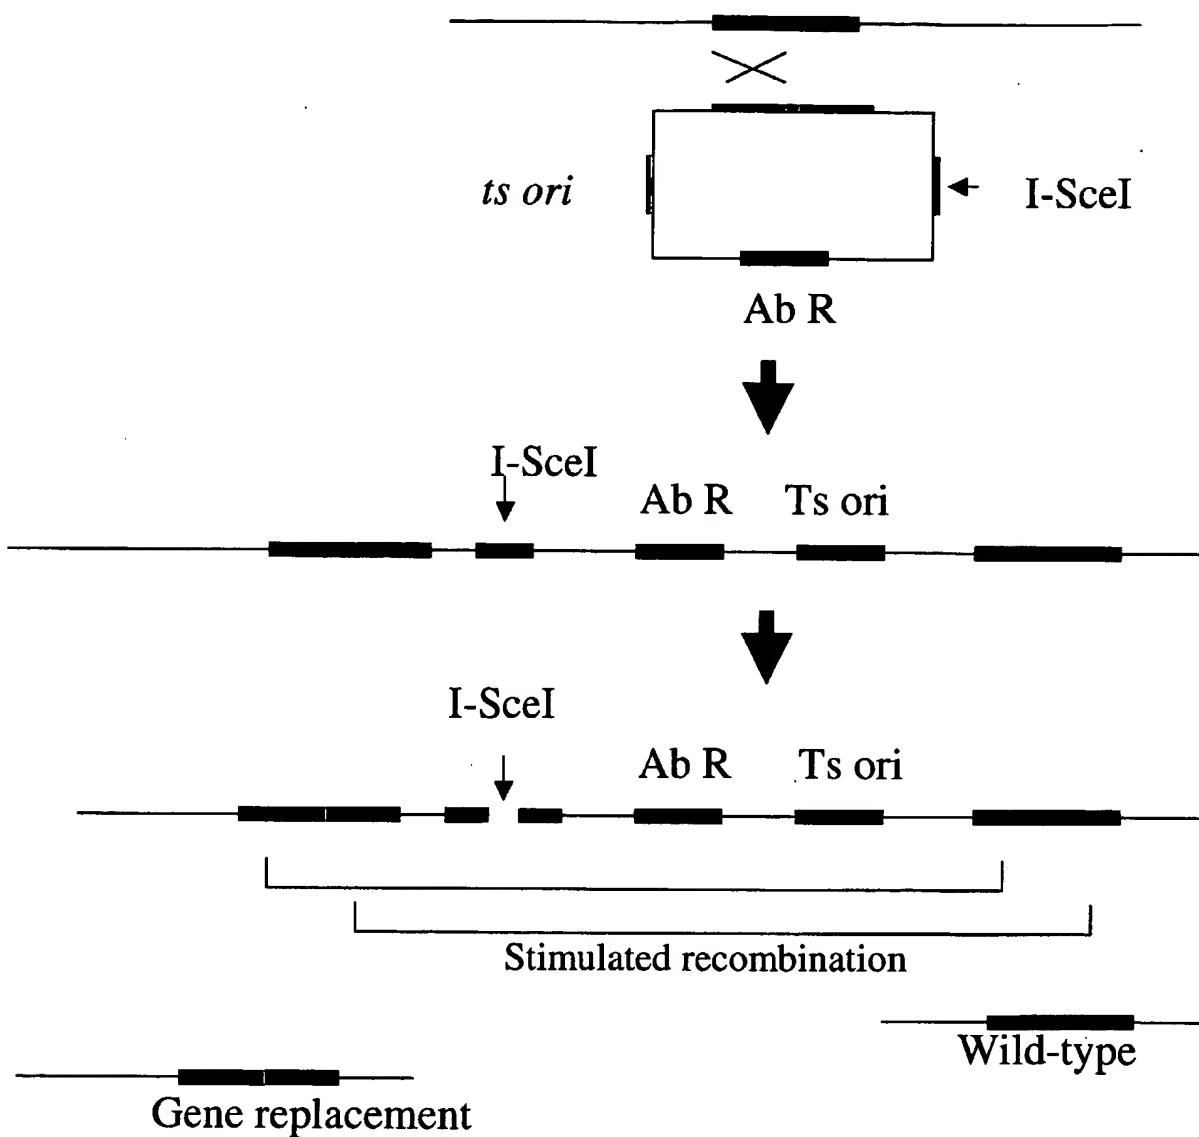 ts ori
I-SceI
Ab R
I-SceI
Ab R
Ts ori
I-SceI
Ab R
Ts ori
Stimulated recombination
Wild-type
Gene replacement